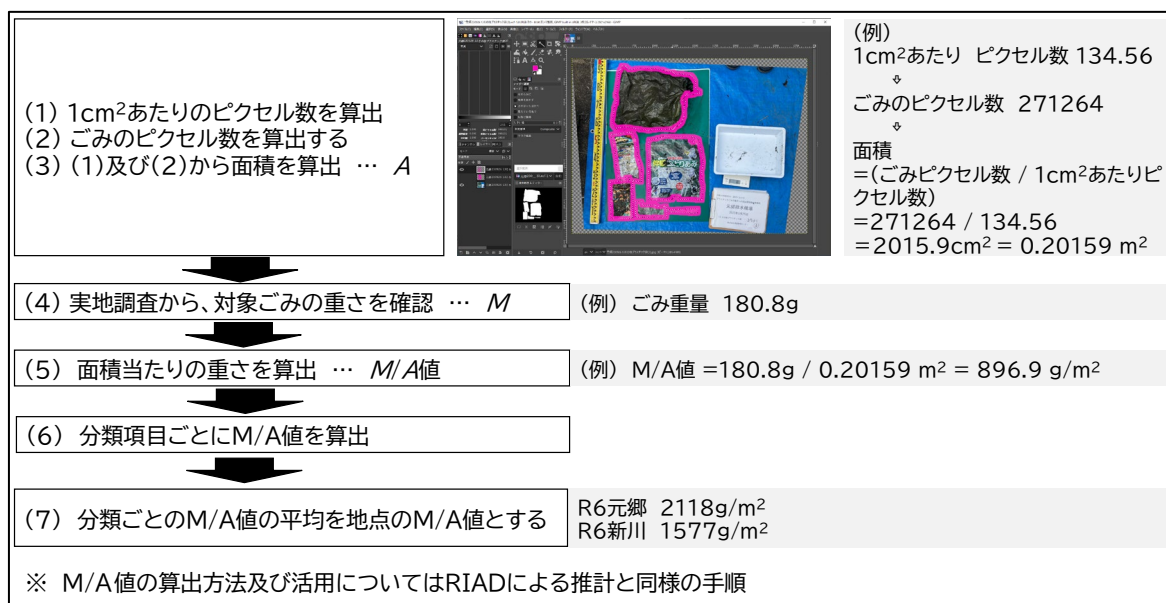 (1) 1cm²あたりのピクセル数を算出
(2) ごみのピクセル数を算出する
(3) (1)及び(2)から面積を算出 … A
(例)
1cm²あたり ピクセル数 134.56
⇩
ごみのピクセル数 271264
⇩
面積
=(ごみピクセル数 / 1cm²あたりピ
クセル数)
=271264 / 134.56
=2015.9cm² = 0.20159 m²
(4) 実地調査から、対象ごみの重さを確認 … M
(例) ごみ重量 180.8g
(5) 面積当たりの重さを算出 … M/A値
(例) M/A値 =180.8g / 0.20159 m² = 896.9 g/m²
(6) 分類項目ごとにM/A値を算出
(7) 分類ごとのM/A値の平均を地点のM/A値とする
R6元郷 2118g/m²
R6新川 1577g/m²
※ M/A値の算出方法及び活用についてはRIADによる推計と同様の手順